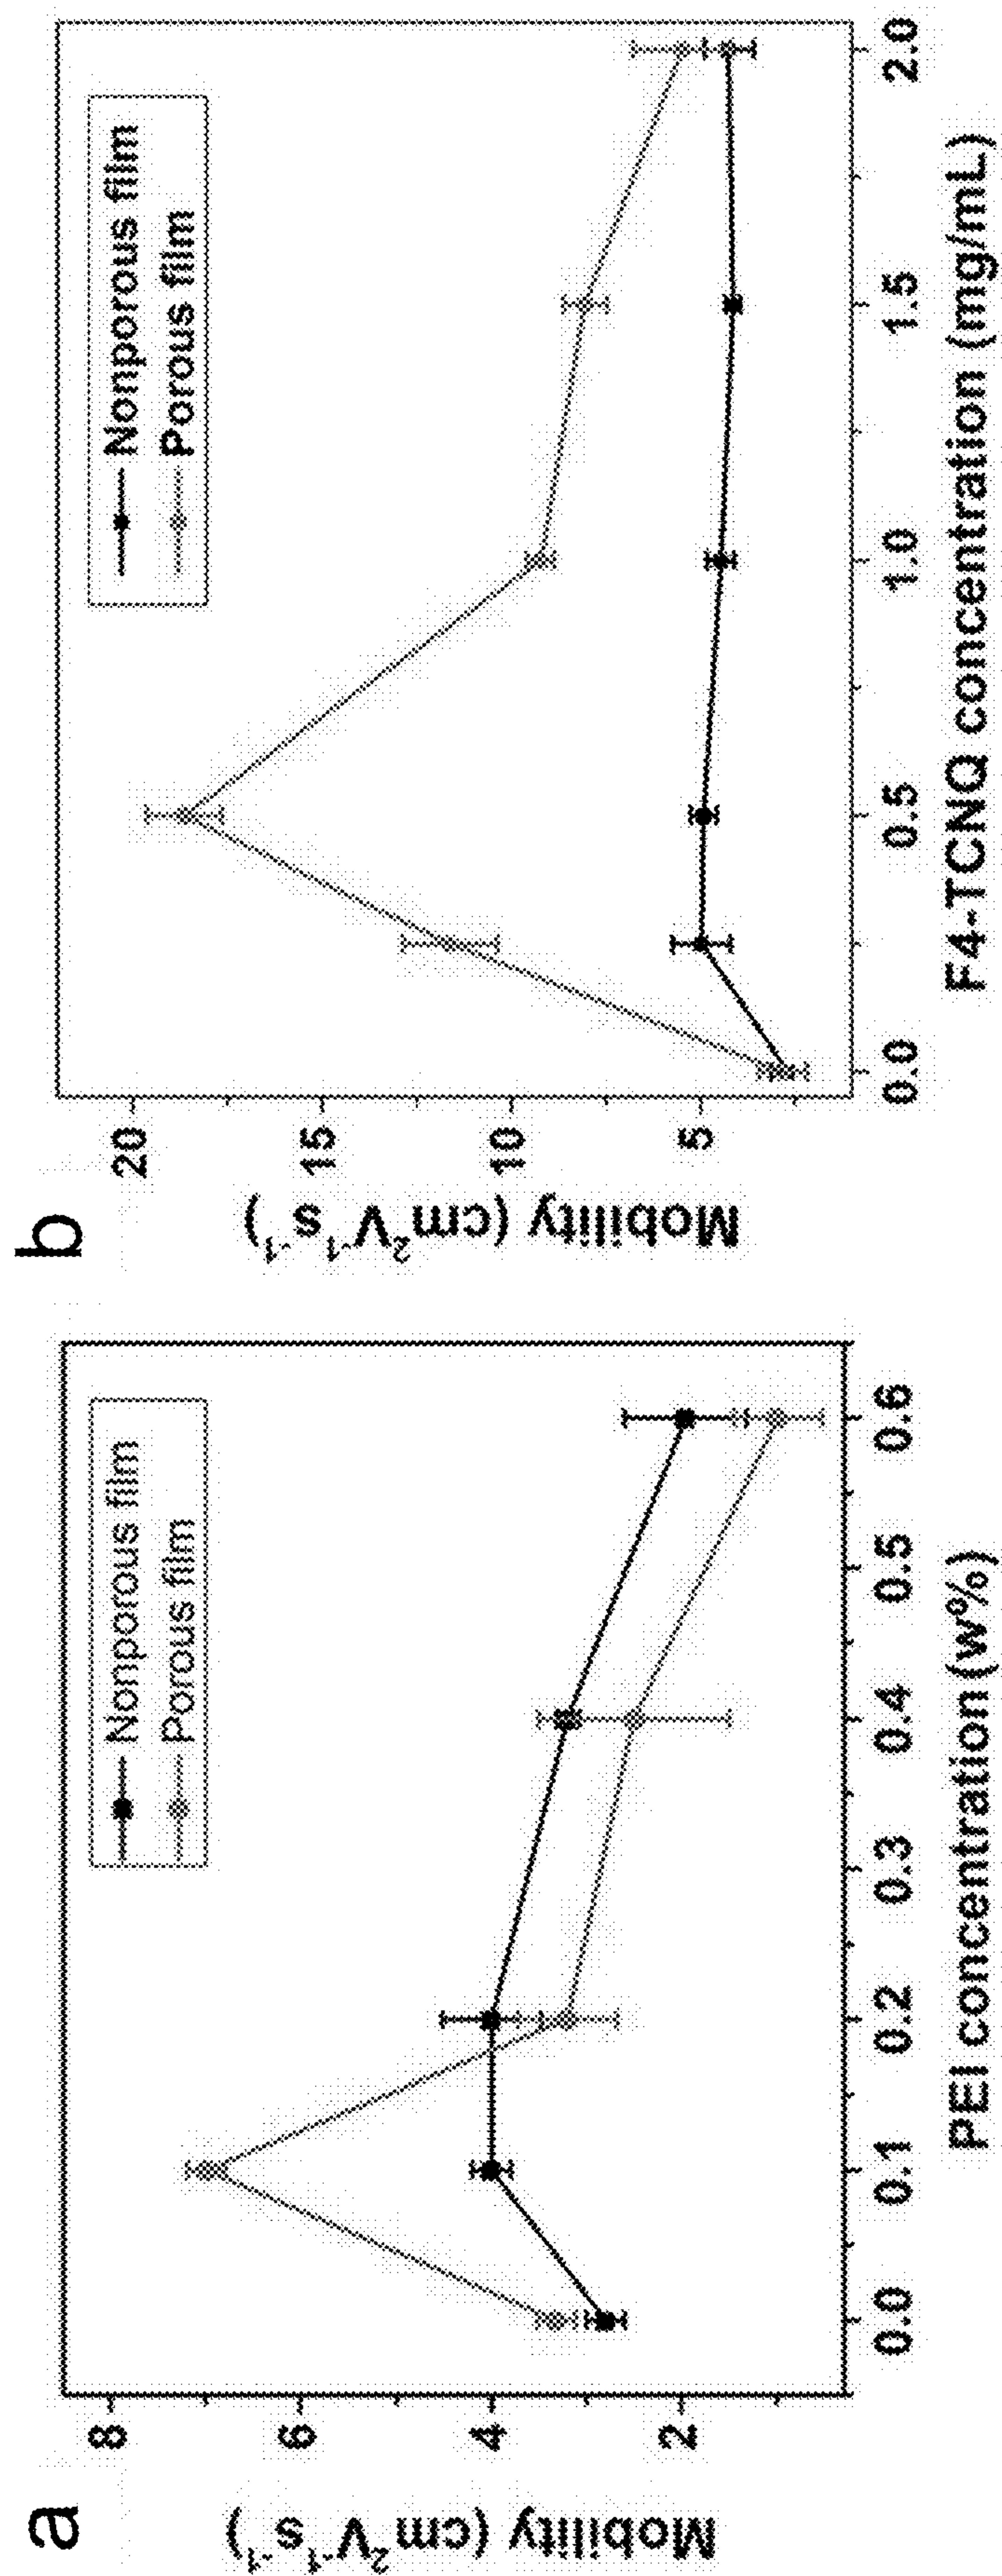 a
Mobility (cm²V⁻¹s⁻¹)
8
6
4
2
Nonporous film
Porous film
0.0 0.1 0.2 0.3 0.4 0.5 0.6
PEI concentration (w%)
b
Mobility (cm²V⁻¹s⁻¹)
20
15
10
5
Nonporous film
Porous film
0.0 0.5 1.0 1.5 2.0
F4-TCNQ concentration (mg/mL)